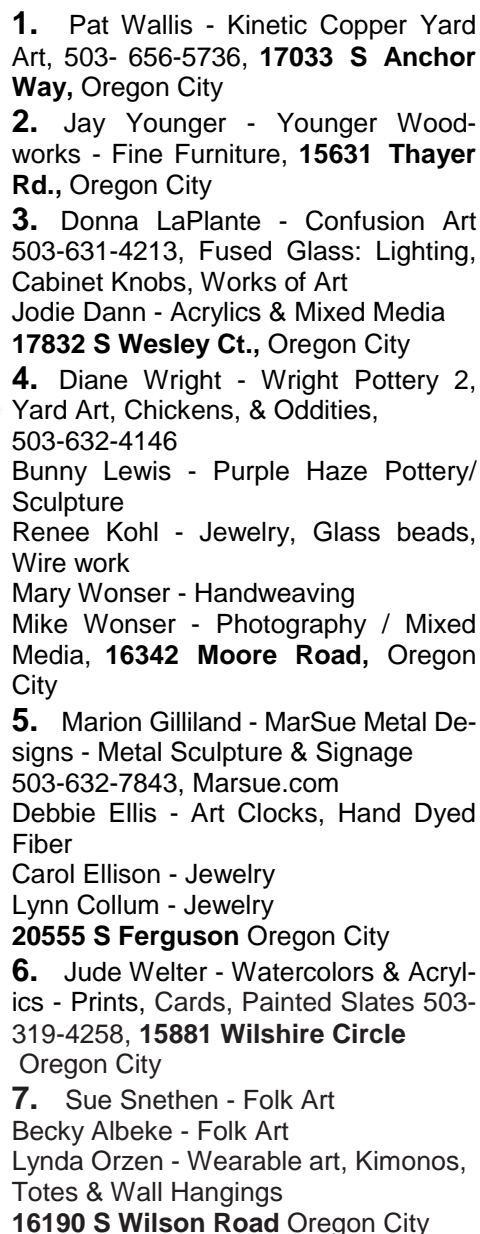 1. Pat Wallis - Kinetic Copper Yard
Art, 503- 656-5736, 17033 S Anchor
Way, Oregon City
2. Jay Younger - Younger Wood-
works - Fine Furniture, 15631 Thayer
Rd., Oregon City
3. Donna LaPlante - Confusion Art
503-631-4213, Fused Glass: Lighting,
Cabinet Knobs, Works of Art
Jodie Dann - Acrylics & Mixed Media
17832 S Wesley Ct., Oregon City
4. Diane Wright - Wright Pottery 2,
Yard Art, Chickens, & Oddities,
503-632-4146
Bunny Lewis - Purple Haze Pottery/
Sculpture
Renee Kohl - Jewelry, Glass beads,
Wire work
Mary Wonser - Handweaving
Mike Wonser - Photography / Mixed
Media, 16342 Moore Road, Oregon
City
5. Marion Gilliland - MarSue Metal De-
signs - Metal Sculpture & Signage
503-632-7843, Marsue.com
Debbie Ellis - Art Clocks, Hand Dyed
Fiber
Carol Ellison - Jewelry
Lynn Collum - Jewelry
20555 S Ferguson Oregon City
6. Jude Welter - Watercolors & Acryl-
ics - Prints, Cards, Painted Slates 503-
319-4258, 15881 Wilshire Circle
Oregon City
7. Sue Snethen - Folk Art
Becky Albeke - Folk Art
Lynda Orzen - Wearable art, Kimonos,
Totes & Wall Hangings
16190 S Wilson Road Oregon City